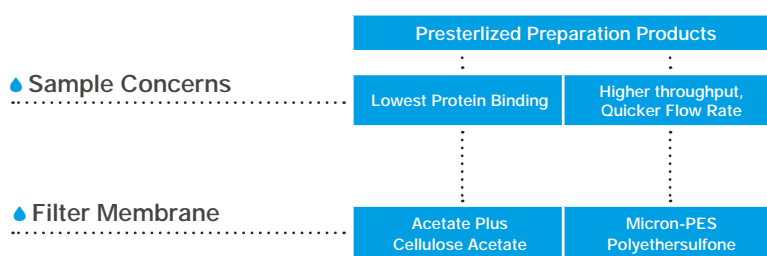 Presterlized Preparation Products
Sample Concerns
Lowest Protein Binding
Higher throughput,
Quicker Flow Rate
Filter Membrane
Acetate Plus
Cellulose Acetate
Micron-PES
Polyethersulfone